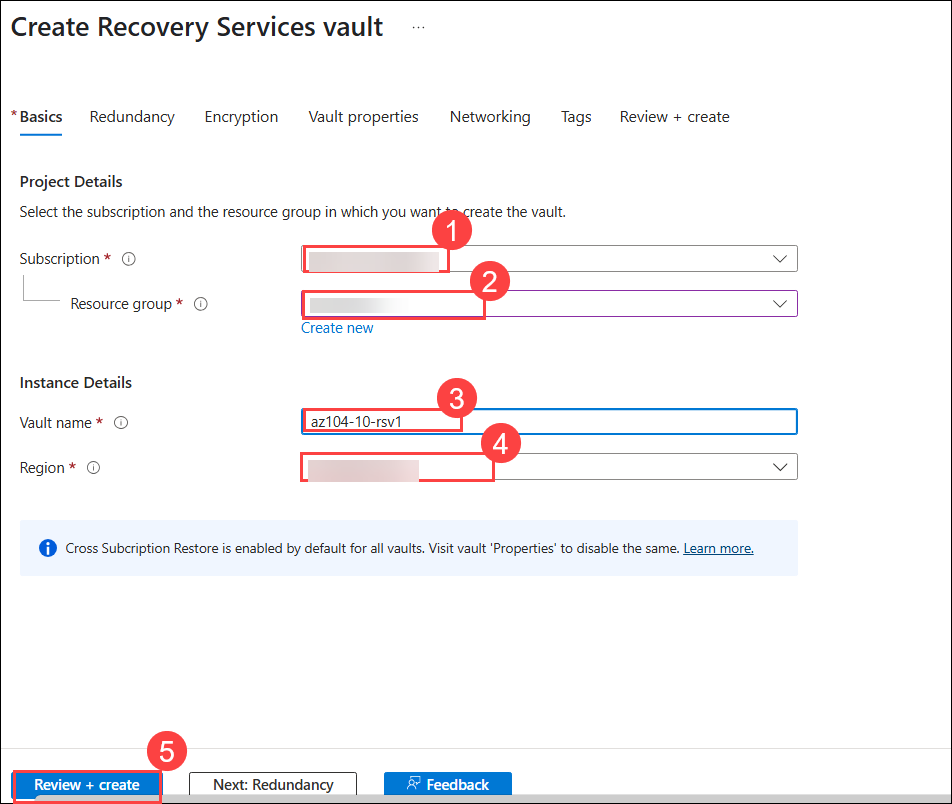 Create Recovery Services vault ...
* Basics Redundancy Encryption Vault properties Networking Tags Review + create
Project Details
Select the subscription and the resource group in which you want to create the vault.
1
Subscription *
2
Resource group *
Create new
Instance Details
3
Vault name * az104-10-rsv1
4
Region *
Cross Subcription Restore is enabled by default for all vaults. Visit vault 'Properties' to disable the same. Learn more.
5
Review + create Next: Redundancy Feedback